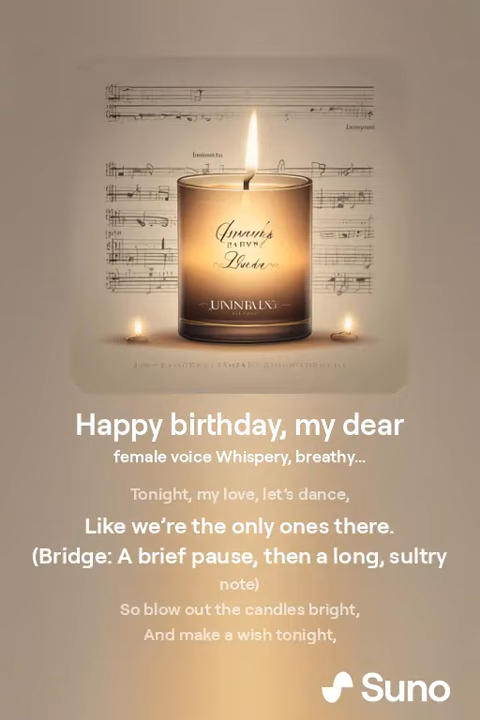 Happy birthday, my dear
female voice Whispery, breathy...
Tonight, my love, let's dance,
Like we're the only ones there.
(Bridge: A brief pause, then a long, sultry
note)
So blow out the candles bright,
And make a wish tonight,
Suno